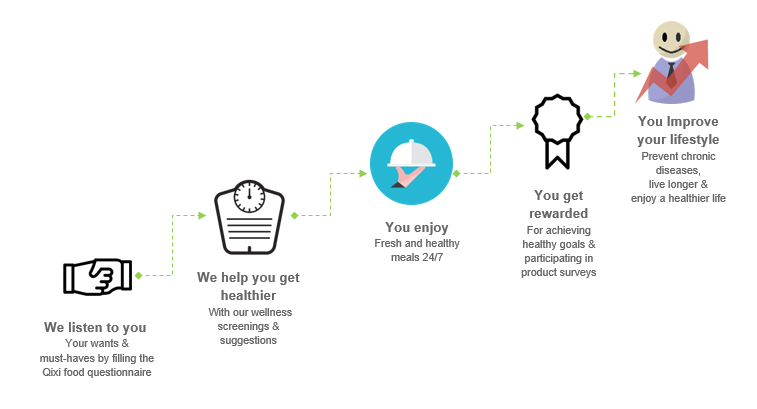 We listen to you
Your wants &
must-haves by filling the
Qixi food questionnaire
We help you get
healthier
With our wellness
screenings &
suggestions
You enjoy
Fresh and healthy
meals 24/7
You get
rewarded
For achieving
healthy goals &
participating in
product surveys
You Improve
your lifestyle
Prevent chronic
diseases,
live longer &
enjoy a healthier life